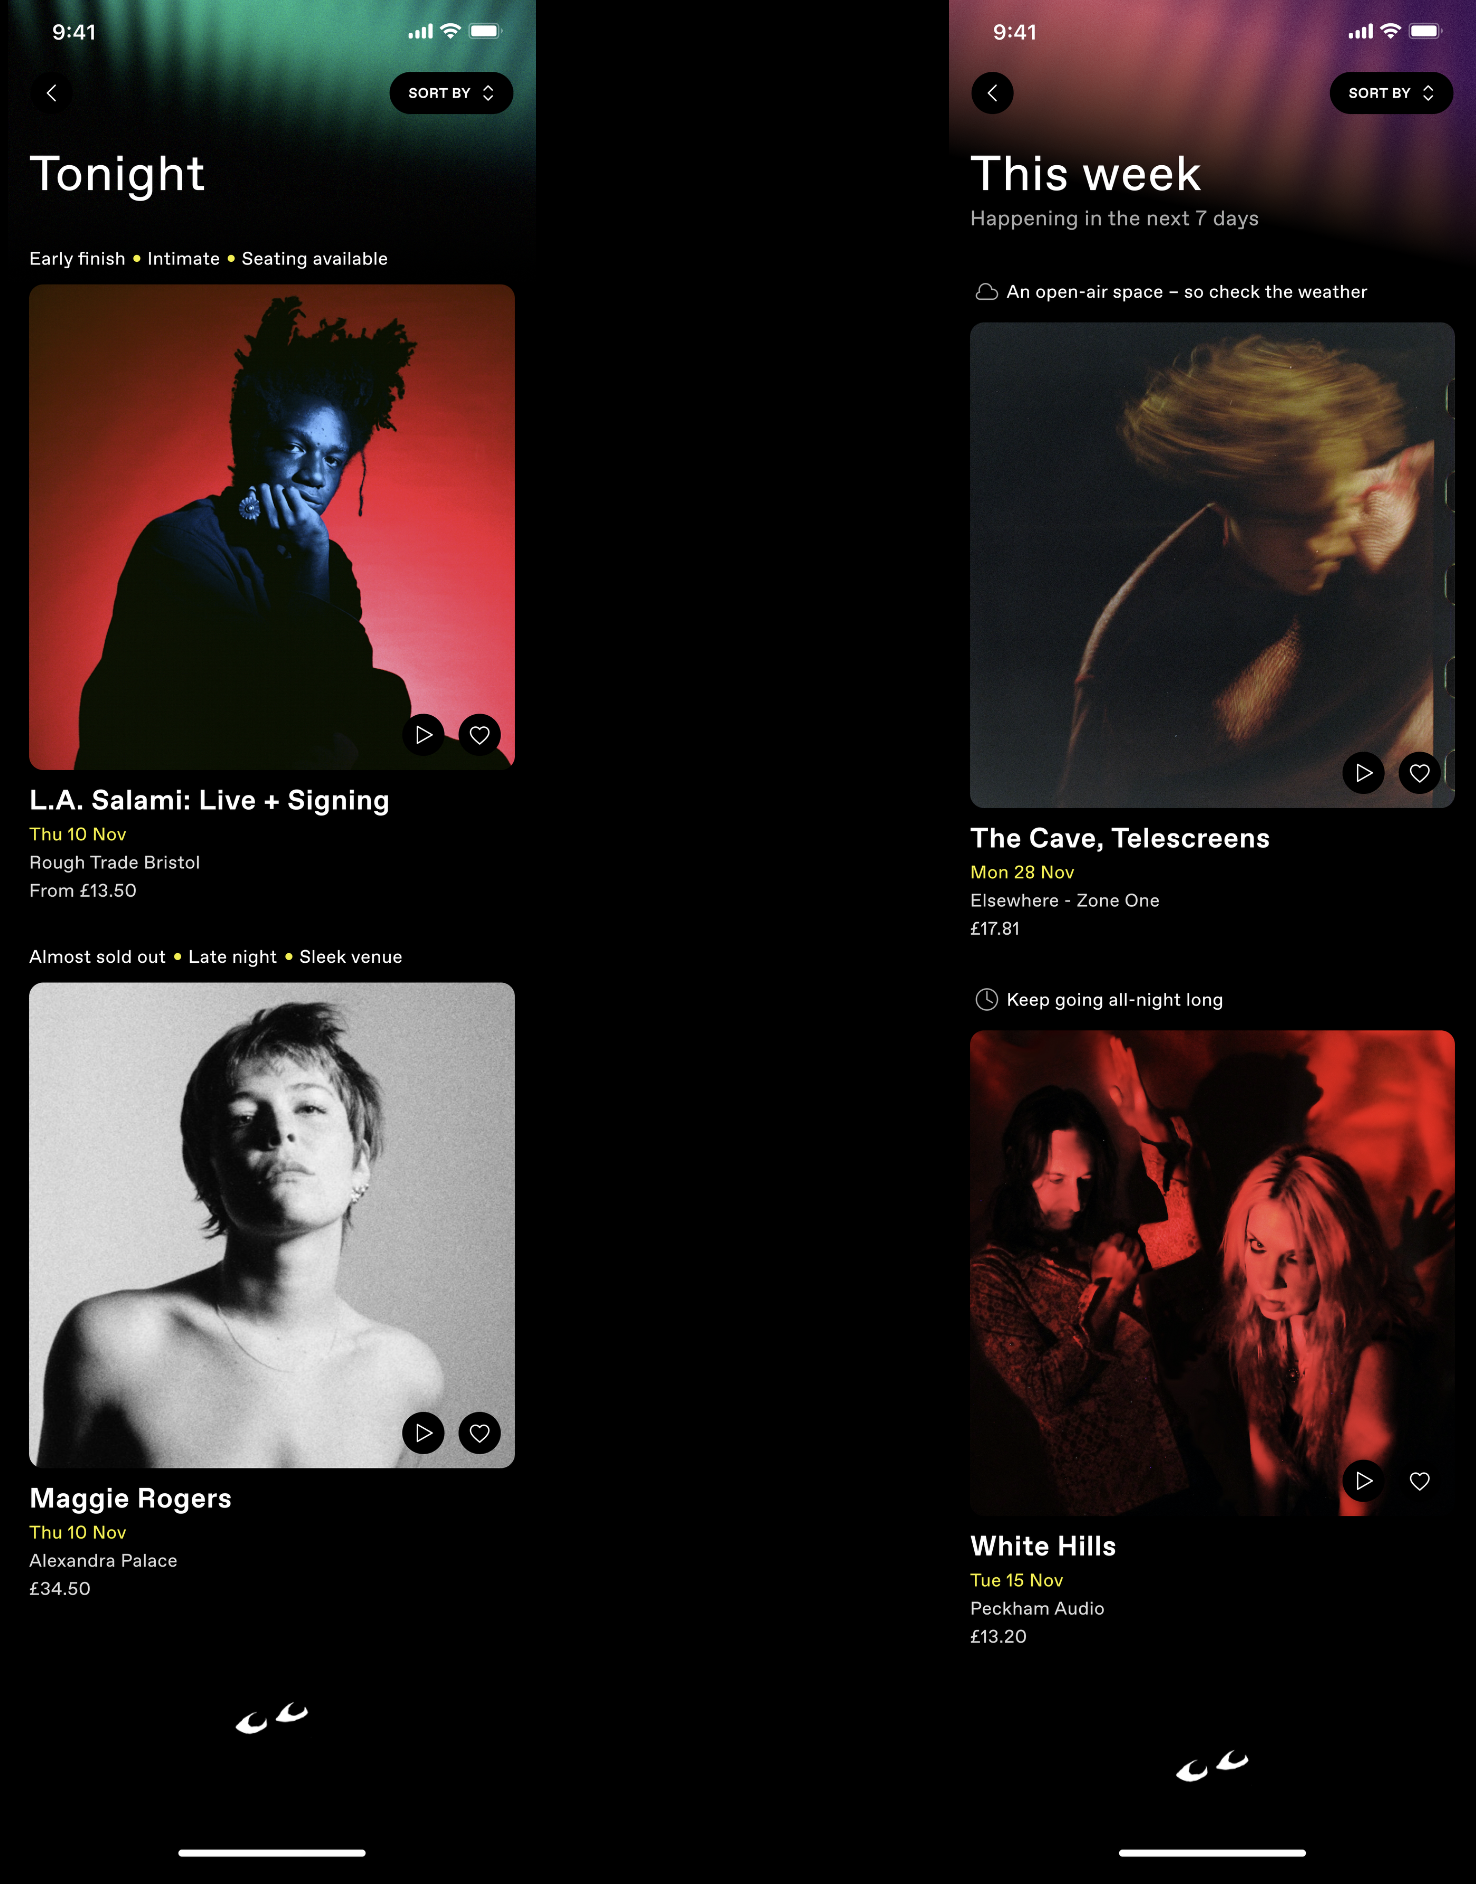 9:41
SORT BY
Tonight
Early finish • Intimate • Seating available
L.A. Salami: Live + Signing
Thu 10 Nov
Rough Trade Bristol
From £13.50
Almost sold out • Late night • Sleek venue
Maggie Rogers
Thu 10 Nov
Alexandra Palace
£34.50
9:41
SORT BY
This week
Happening in the next 7 days
An open-air space – so check the weather
The Cave, Telescreens
Mon 28 Nov
Elsewhere - Zone One
£17.81
Keep going all-night long
White Hills
Tue 15 Nov
Peckham Audio
£13.20